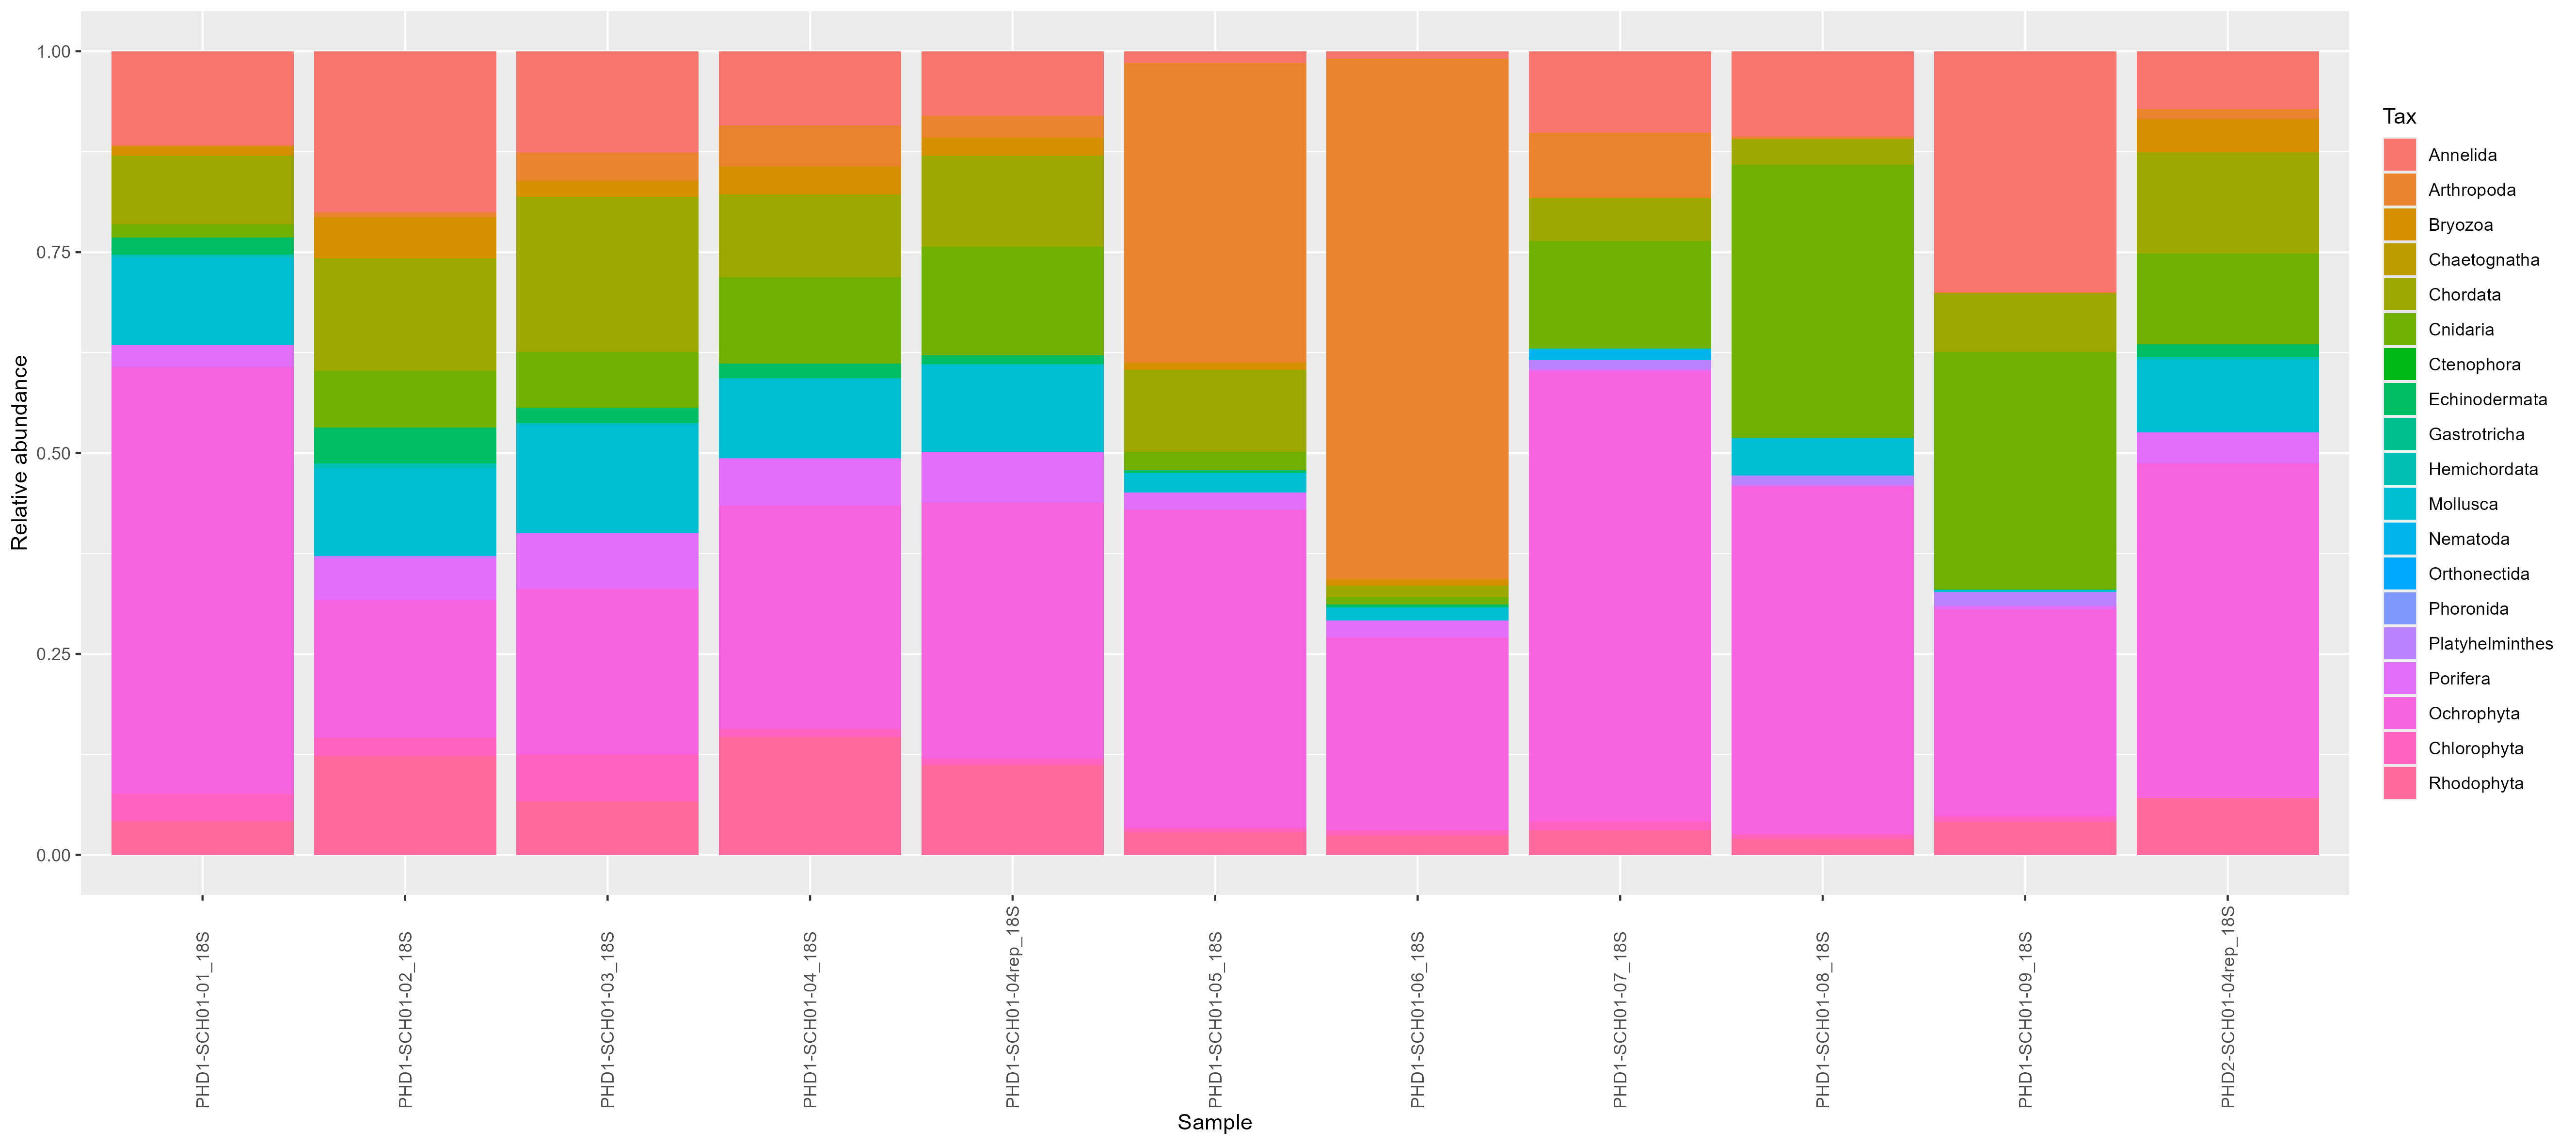 1.00
0.75
0.50
0.25
0.00
Relative abundance
PHD1-SCH01-01_18S
PHD1-SCH01-02_18S
PHD1-SCH01-03_18S
PHD1-SCH01-04_18S
PHD1-SCH01-04rep_18S
PHD1-SCH01-05_18S
PHD1-SCH01-06_18S
PHD1-SCH01-07_18S
PHD1-SCH01-08_18S
PHD1-SCH01-09_18S
PHD2-SCH01-04rep_18S
Sample
Tax
Annelida
Arthropoda
Bryozoa
Chaetognatha
Chordata
Cnidaria
Ctenophora
Echinodermata
Gastrotricha
Hemichordata
Mollusca
Nematoda
Orthonectida
Phoronida
Platyhelminthes
Porifera
Ochrophyta
Chlorophyta
Rhodophyta